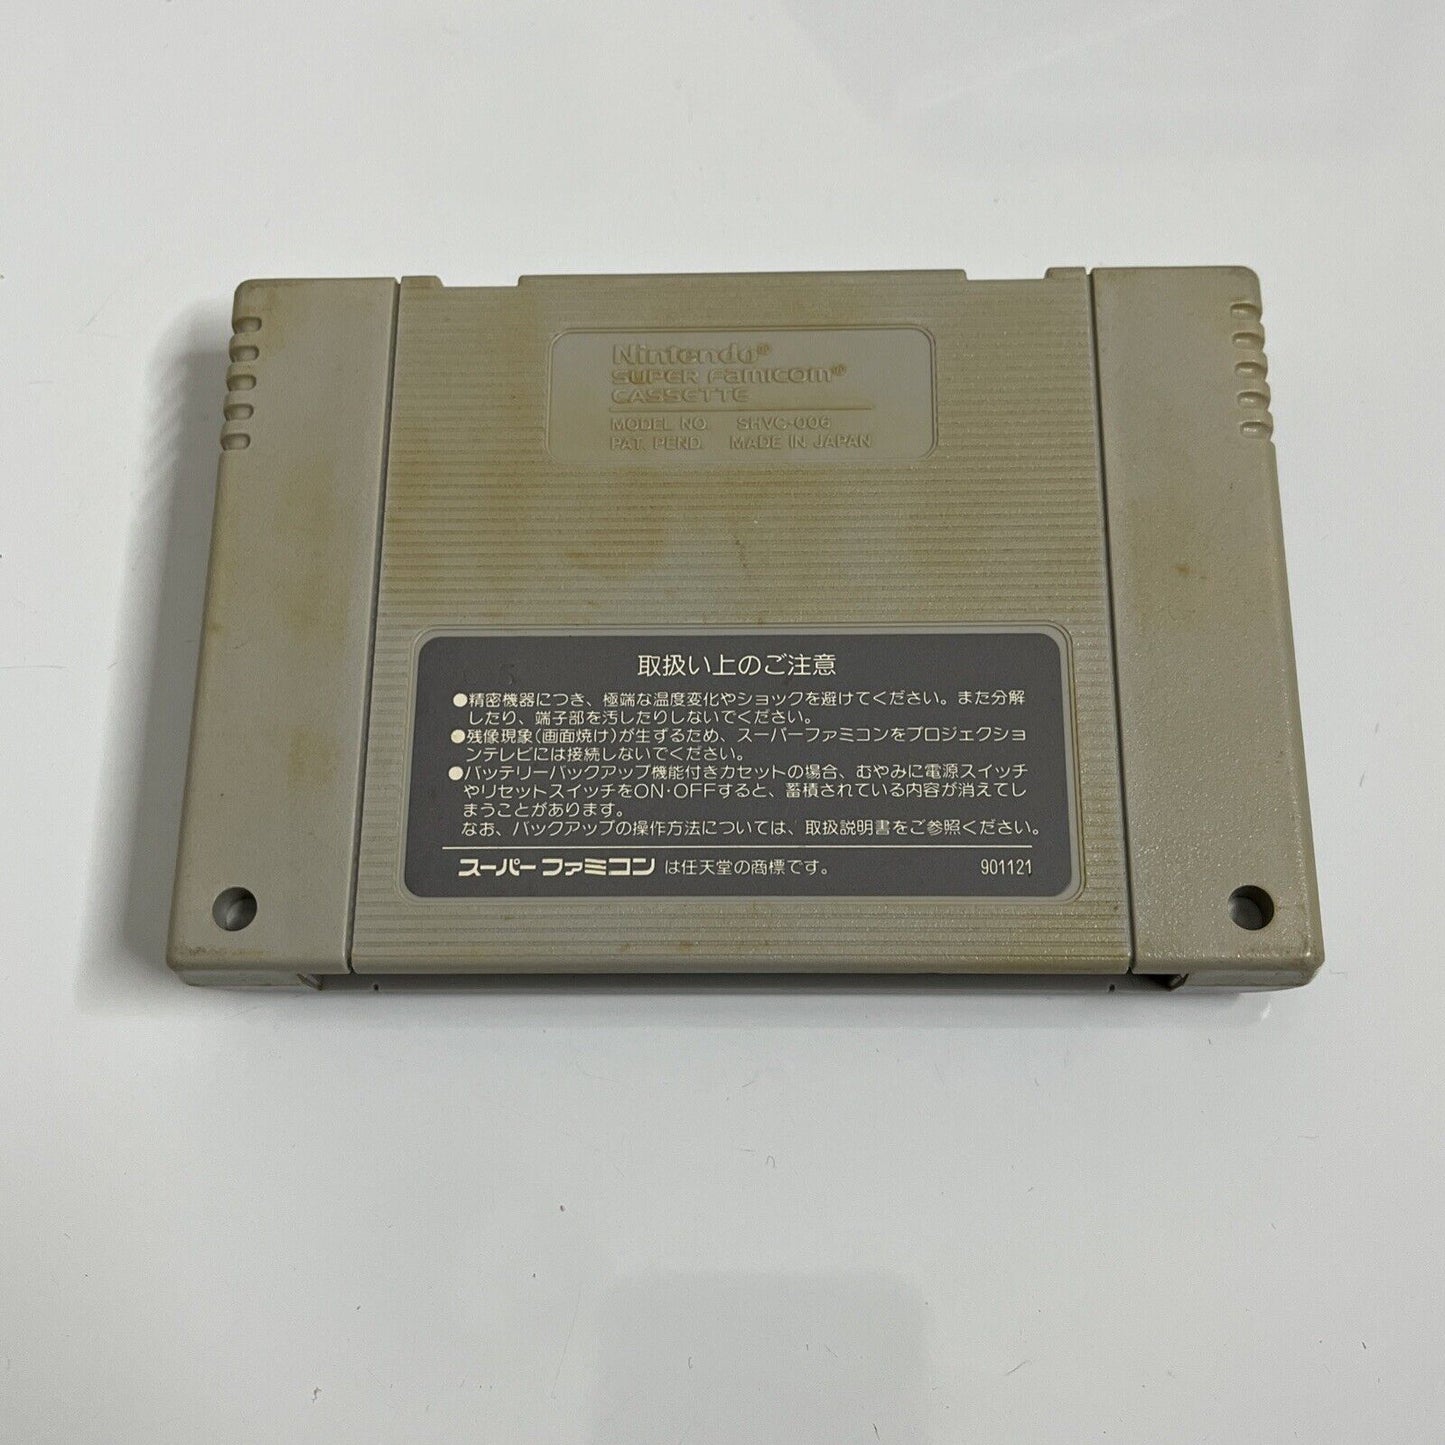 Nintendo®
SUPER FAMICOM®
CASSETTE
MODEL NO. SHVC-006
PAT. PEND. MADE IN JAPAN
取扱い上のご注意
●精密機器につき、極端な温度変化やショックを避けてください。また分解
したり、端子部を汚したりしないでください。
●残像現象(画面焼け)が生ずるため、スーパーファミコンをプロジェクショ
ンテレビには接続しないでください。
●バッテリーバックアップ機能付きカセットの場合、むやみに電源スイッチ
やリセットスイッチをON・OFFすると、蓄積されている内容が消えてし
まうことがあります。
なお、バックアップの操作方法については、取扱説明書をご参照ください。
スーパーファミコン は任天堂の商標です。 901121